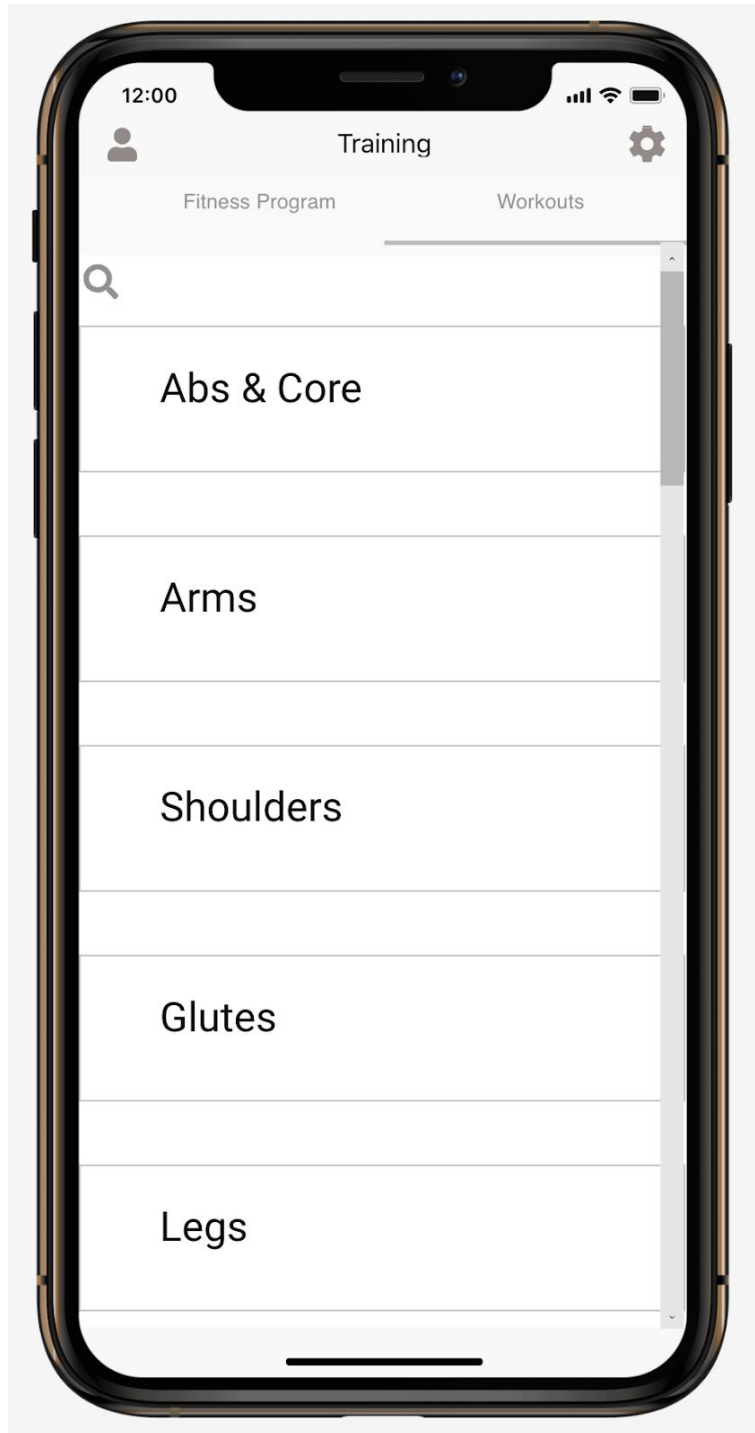 12:00
Training
Fitness Program
Workouts
Abs & Core
Arms
Shoulders
Glutes
Legs